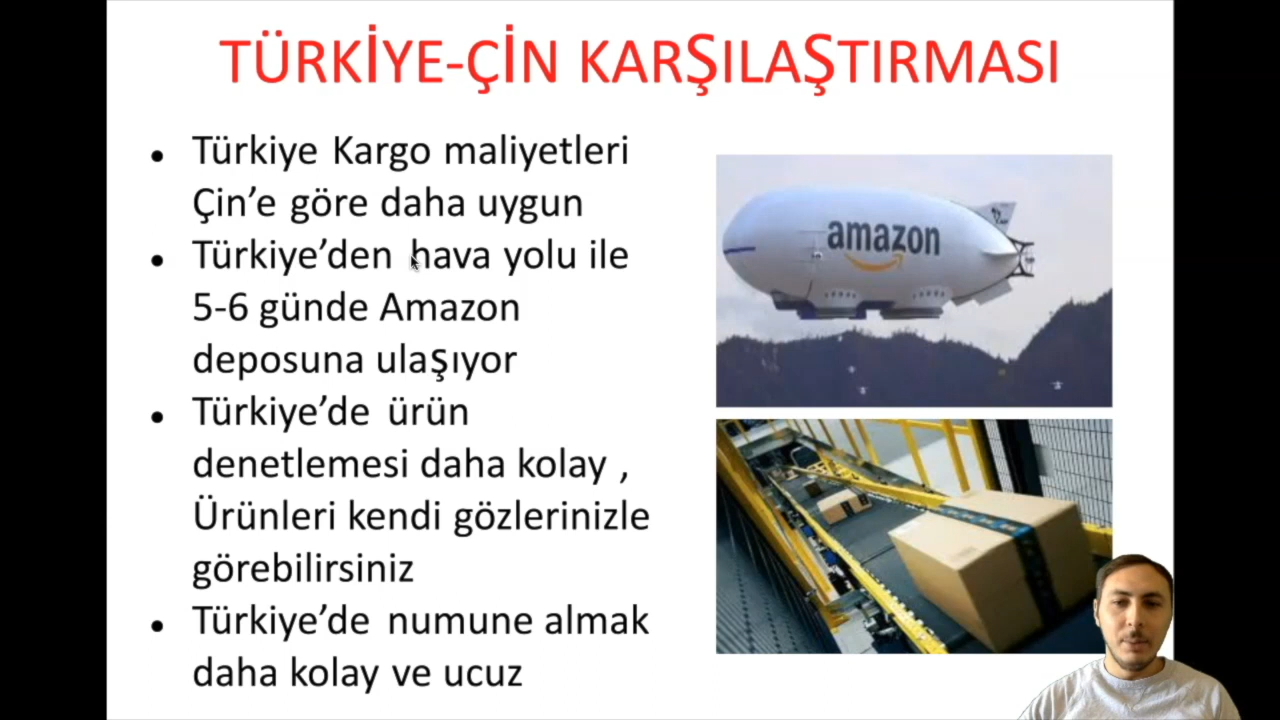 TÜRKİYE-ÇİN KARŞILAŞTIRMASI
Türkiye Kargo maliyetleri
Çin’e göre daha uygun
Türkiye’den hava yolu ile
5-6 günde Amazon
deposuna ulaşıyor
Türkiye’de ürün
denetlemesi daha kolay ,
Ürünleri kendi gözlerinizle
görebilirsiniz
Türkiye’de numune almak
daha kolay ve ucuz
amazon